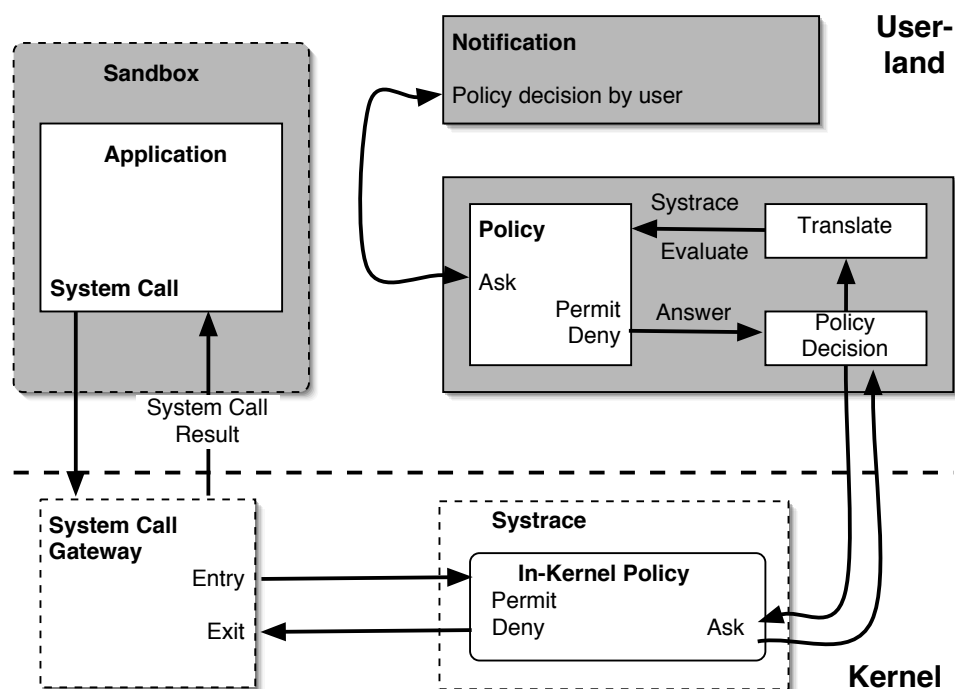 User-
land
Notification
Policy decision by user
Sandbox
Application
System Call
Systrace
Evaluate
Translate
Policy
Ask
Permit
Deny
Answer
Policy
Decision
System Call
Result
System Call
Gateway
Entry
Exit
Systrace
In-Kernel Policy
Permit
Deny
Ask
Kernel